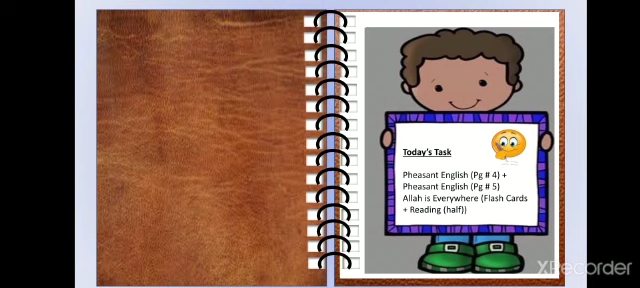 Today's Task
Pheasant English (Pg # 4) +
Pheasant English (Pg # 5)
Allah is Everywhere (Flash Cards
+ Reading (half))
XRecorder